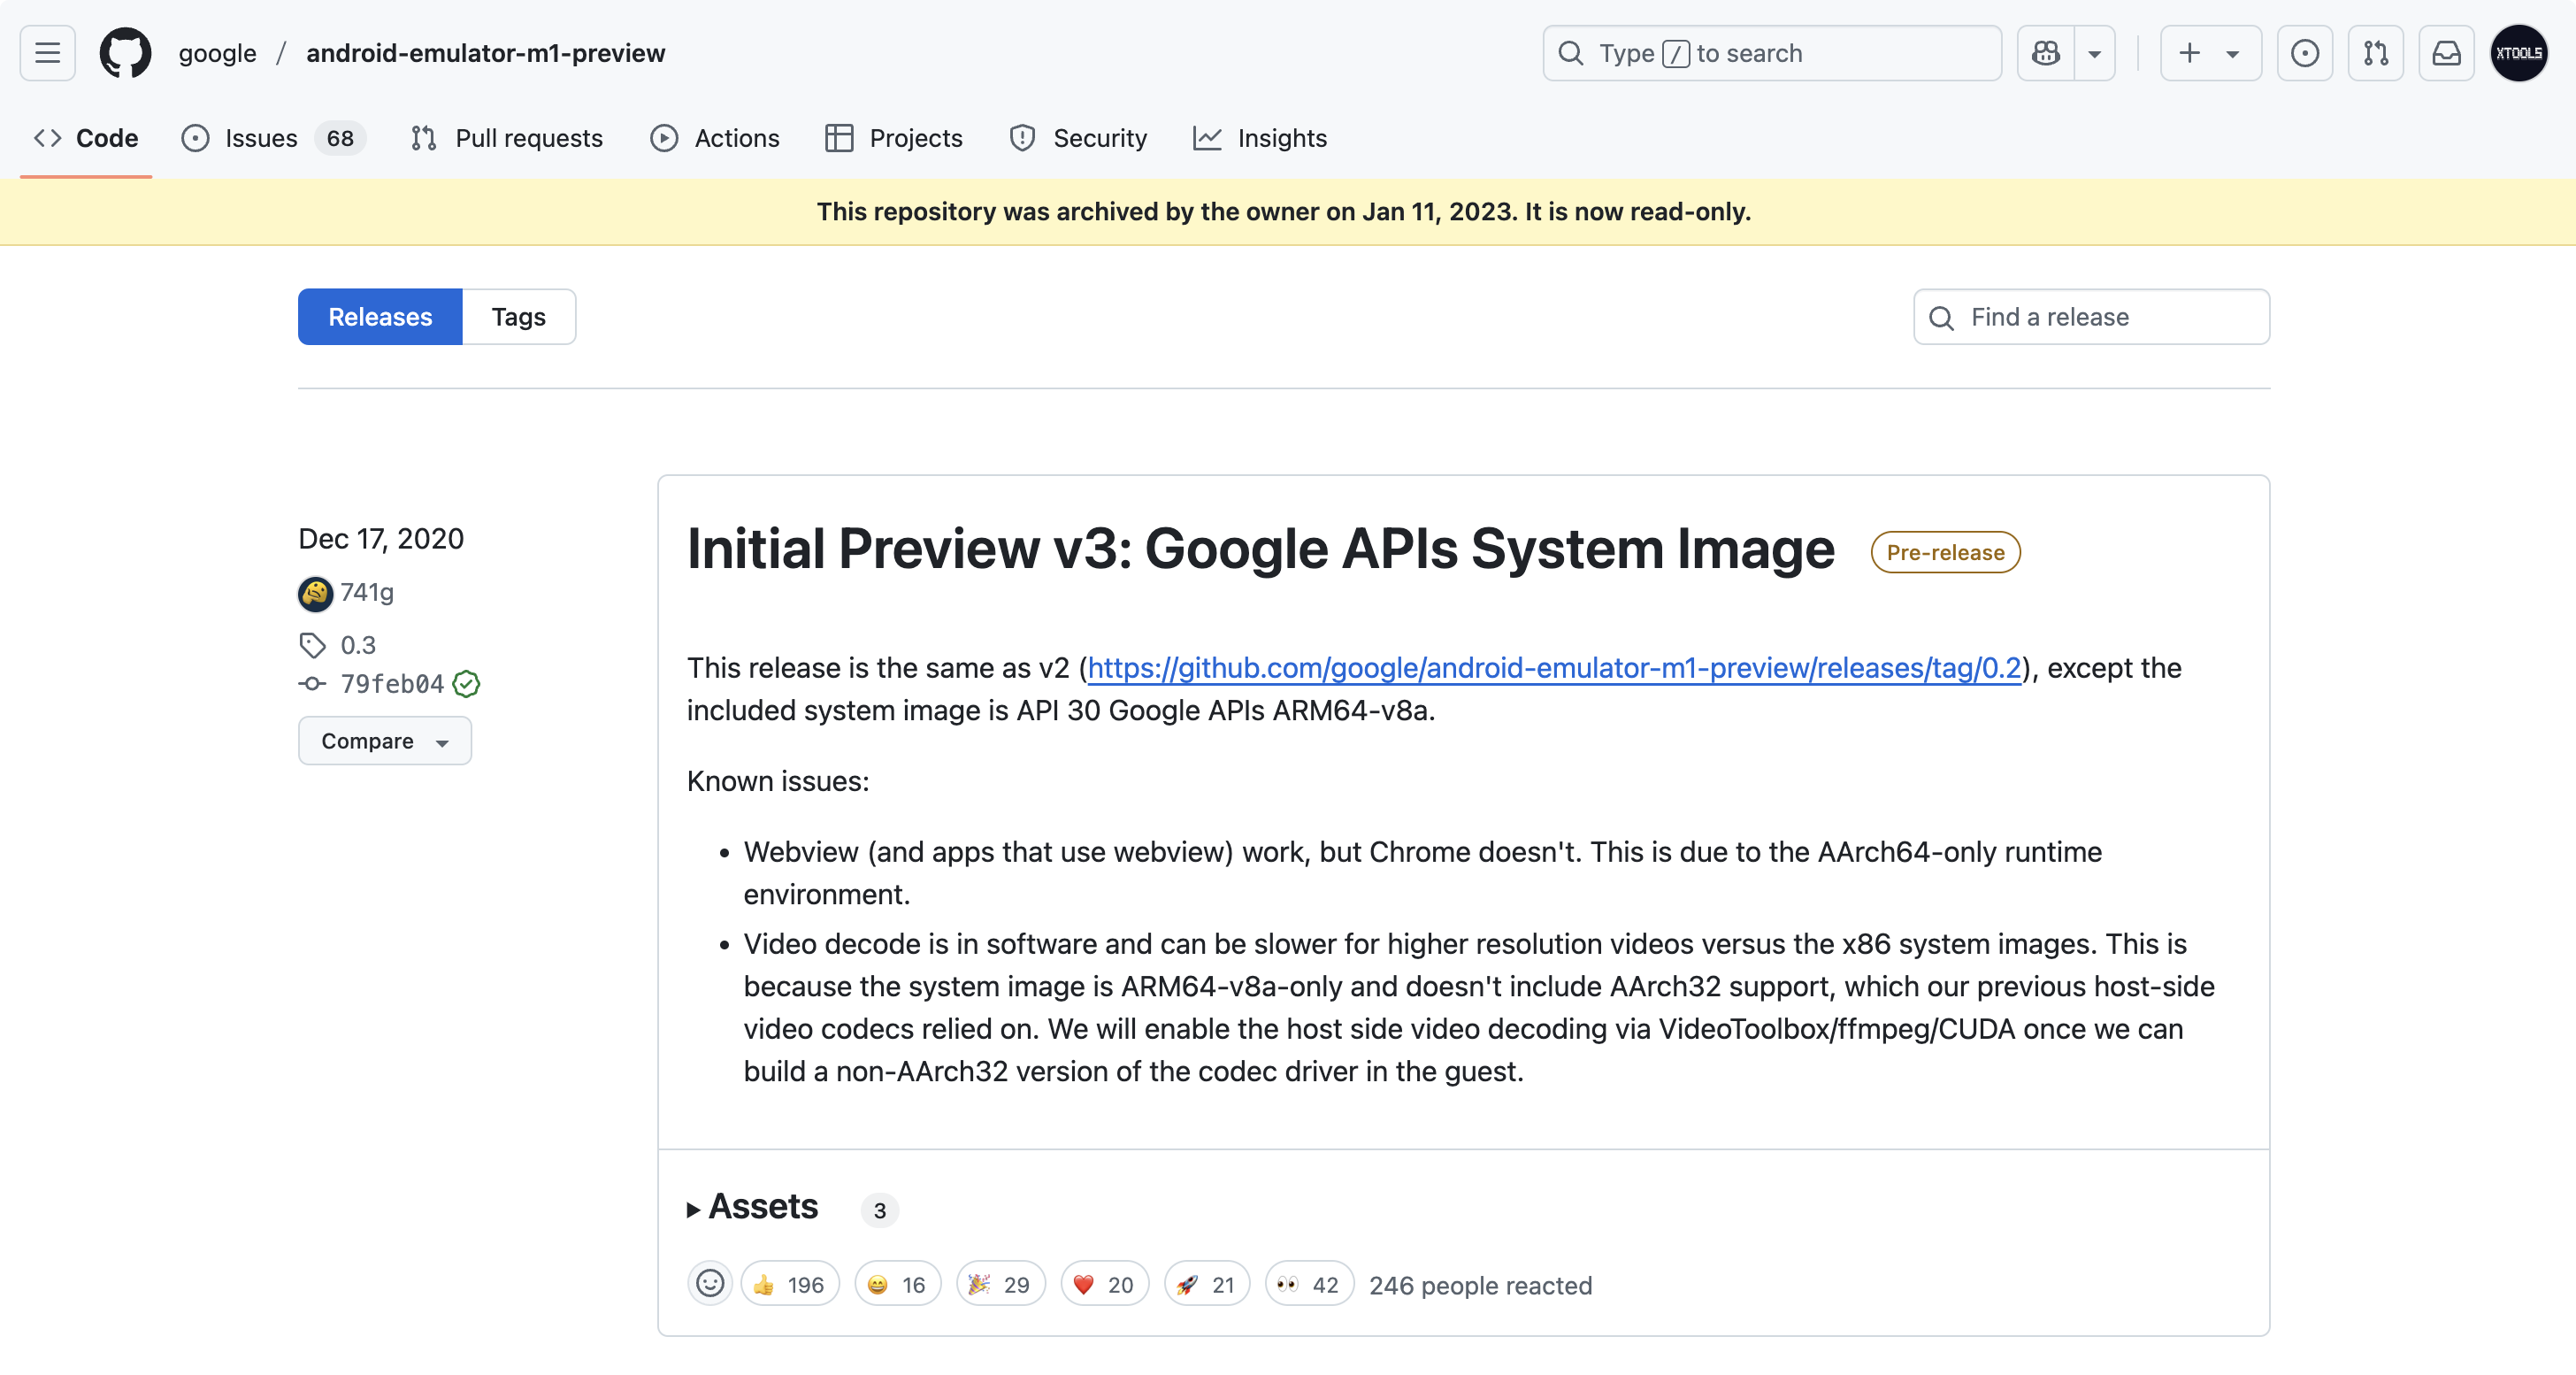 google / android-emulator-m1-preview
Type / to search
XTOOLS
Code
Issues 68
Pull requests
Actions
Projects
Security
Insights
This repository was archived by the owner on Jan 11, 2023. It is now read-only.
Releases
Tags
Find a release
Dec 17, 2020
741g
0.3
79feb04
Compare
Initial Preview v3: Google APIs System Image
Pre-release
This release is the same as v2 (https://github.com/google/android-emulator-m1-preview/releases/tag/0.2), except the
included system image is API 30 Google APIs ARM64-v8a.
Known issues:
• Webview (and apps that use webview) work, but Chrome doesn't. This is due to the AArch64-only runtime
environment.
• Video decode is in software and can be slower for higher resolution videos versus the x86 system images. This is
because the system image is ARM64-v8a-only and doesn't include AArch32 support, which our previous host-side
video codecs relied on. We will enable the host side video decoding via VideoToolbox/ffmpeg/CUDA once we can
build a non-AArch32 version of the codec driver in the guest.
Assets 3
👍 196 😄 16 🎉 29 ❤️ 20 🚀 21 👀 42 246 people reacted